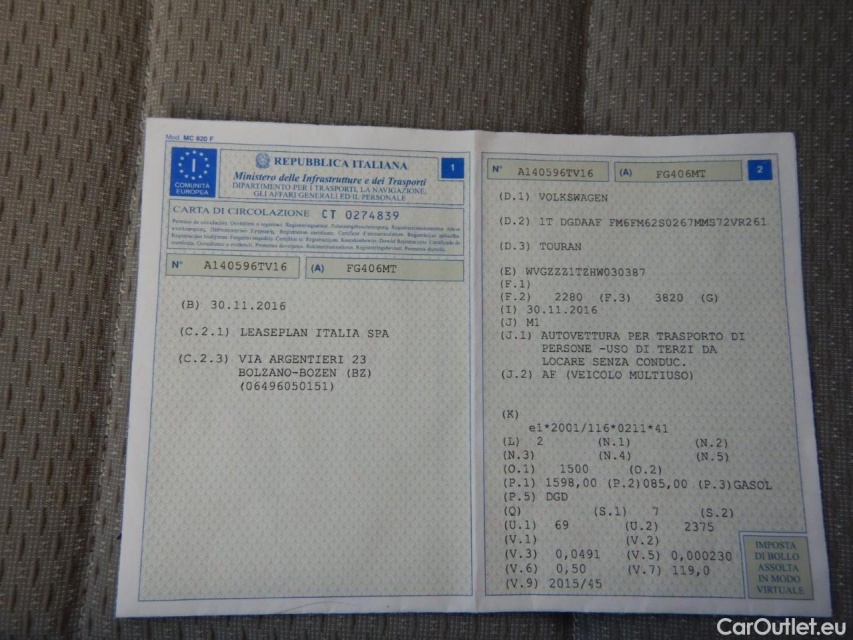 Mod. MC 820 F
I
COMUNITÀ
EUROPEA
REPUBBLICA ITALIANA
Ministero delle Infrastrutture e dei Trasporti
DIPARTIMENTO PER I TRASPORTI, LA NAVIGAZIONE,
GLI AFFARI GENERALI ED IL PERSONALE
1
CARTA DI CIRCOLAZIONE CT 0274839
N° A140596TV16 (A) FG406MT
(B) 30.11.2016
(C.2.1) LEASEPLAN ITALIA SPA
(C.2.3) VIA ARGENTIERI 23
BOLZANO-BOZEN (BZ)
(06496050151)
N° A140596TV16 (A) FG406MT 2
(D.1) VOLKSWAGEN
(D.2) 1T DGDAAF FM6FM62S0267MMS72VR261
(D.3) TOURAN
(E) WVGZZZ1TZHW030387
(F.1)
(F.2) 2280 (F.3) 3820 (G)
(I) 30.11.2016
(J) M1
(J.1) AUTOVETTURA PER TRASPORTO DI
PERSONE -USO DI TERZI DA
LOCARE SENZA CONDUC.
(J.2) AF (VEICOLO MULTIUSO)
(K)
e1*2001/116*0211*41
(L) 2 (N.1) (N.2)
(N.3) (N.4) (N.5)
(O.1) 1500 (O.2)
(P.1) 1598,00 (P.2)085,00 (P.3)GASOL
(P.5) DGD
(Q) (S.1) 7 (S.2)
(U.1) 69 (U.2) 2375
(V.1) (V.2)
(V.3) 0,0491 (V.5) 0,000230
(V.6) 0,50 (V.7) 119,0
(V.9) 2015/45
IMPOSTA
DI BOLLO
ASSOLTA
IN MODO
VIRTUALE
CarOutlet.eu